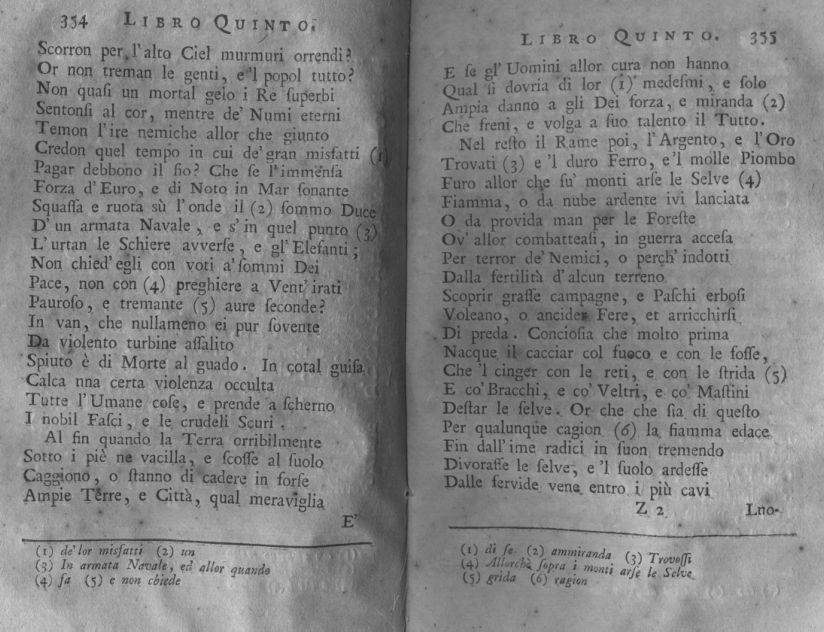 354 LIBRO QUINTO.
Scorron per l'alto Ciel murmuri orrendi?
Or non treman le genti, e 'l popol tutto?
Non quaſi un mortal gelo i Re ſuperbi
Sentonſi al cor, mentre de' Numi eterni
Temon l'ire nemiche allor che giunto
Credon quel tempo in cui de' gran misfatti (1)
Pagar debbono il fio? Che ſe l'immenſa
Forza d'Euro, e di Noto in Mar ſonante
Squaſſa e ruota sù l'onde il (2) ſommo Duce
D'un armata Navale, e s'in quel punto (3)
L'urtan le Schiere avverſe, e gl'Elefanti;
Non chied'egli con voti a' ſommi Dei
Pace, non con (4) preghiere a Vent'irati
Pauroſo, e tremante (5) aure ſeconde?
In van, che nullameno ei pur ſovente
Da violento turbine aſſalito
Spiuto è di Morte al guado. In cotal guiſa
Calca nna certa violenza occulta
Tutte l'Umane coſe, e prende a ſcherno
I nobil Faſci, e le crudeli Scuri.
Al fin quando la Terra orribilmente
Sotto i piè ne vacilla, e ſcoſſe al ſuolo
Caggiono, o ſtanno di cadere in forſe
Ampie Terre, e Città, qual meraviglia
E'
(1) de' lor misfatti (2) un
(3) In armata Navale, ed allor quando
(4) fa (5) e non chiede
LIBRO QUINTO. 355
E ſe gl'Uomini allor cura non hanno
Qual ſi dovria di lor (1) medeſmi, e ſolo
Ampia danno a gli Dei forza, e miranda (2)
Che freni, e volga a ſuo talento il Tutto.
Nel reſto il Rame poi, l'Argento, e l'Oro
Trovati (3) e 'l duro Ferro, e 'l molle Piombo
Furo allor che ſu' monti arſe le Selve (4)
Fiamma, o da nube ardente ivi lanciata
O da provida man per le Foreſte
Ov'allor combatteaſi, in guerra acceſa
Per terror de' Nemici, o perch'indotti
Dalla fertilità d'alcun terreno
Scoprir graſſe campagne, e Paſchi erboſi
Voleano, o ancider Fere, et arricchirſi
Di preda. Concioſia che molto prima
Nacque il cacciar col fuoco e con le foſſe,
Che 'l cinger con le reti, e con le ſtrida (5)
E co' Bracchi, e co' Veltri, e co' Maſtini
Deſtar le ſelve. Or che che ſia di queſto
Per qualunque cagion (6) la fiamma edace
Fin dall'ime radici in ſuon tremendo
Divoraſſe le ſelve, e 'l ſuolo ardeſſe
Dalle fervide vene entro i più cavi
Z 2 Lno-
(1) di ſe (2) ammiranda (3) Trovoſſi
(4) Allorchè ſopra i monti arſe le Selve
(5) grida (6) ragion